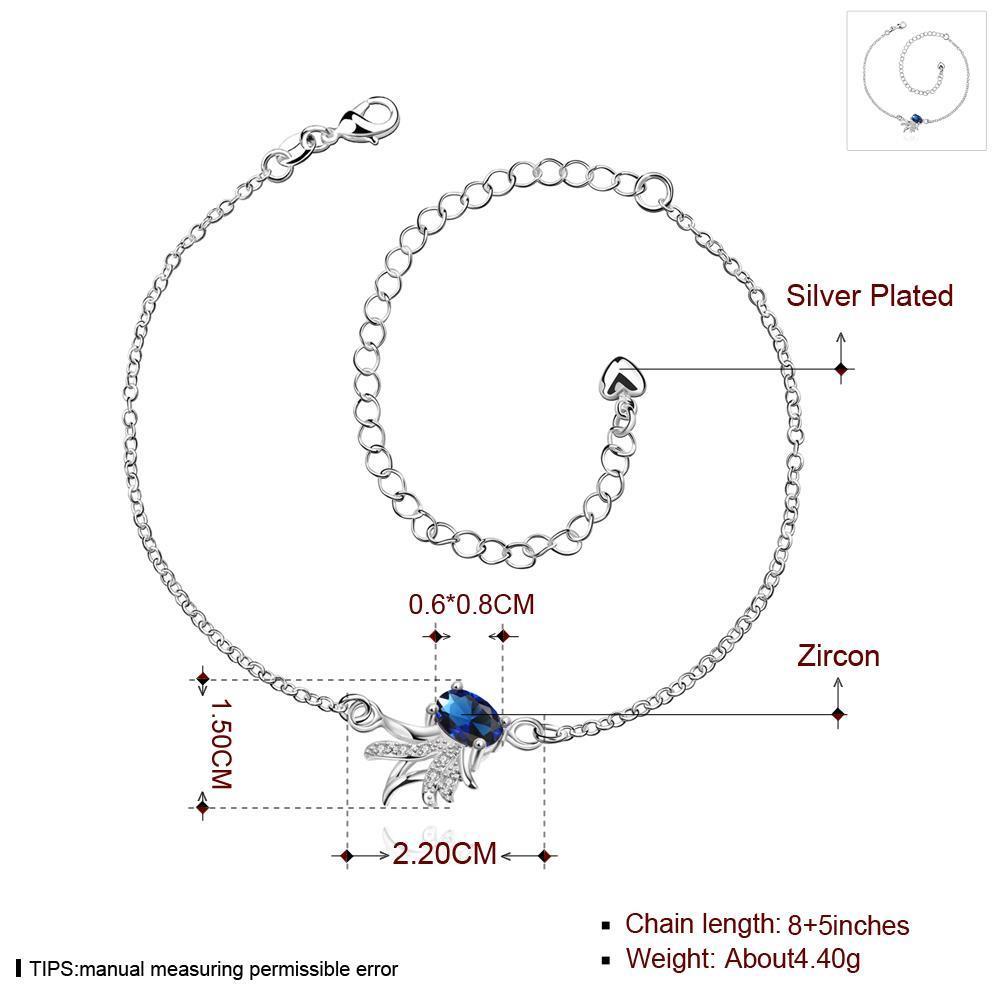 Silver Plated
0.6*0.8CM
Zircon
1.50CM
2.20CM
Chain length: 8+5inches
Weight: About4.40g
TIPS:manual measuring permissible error